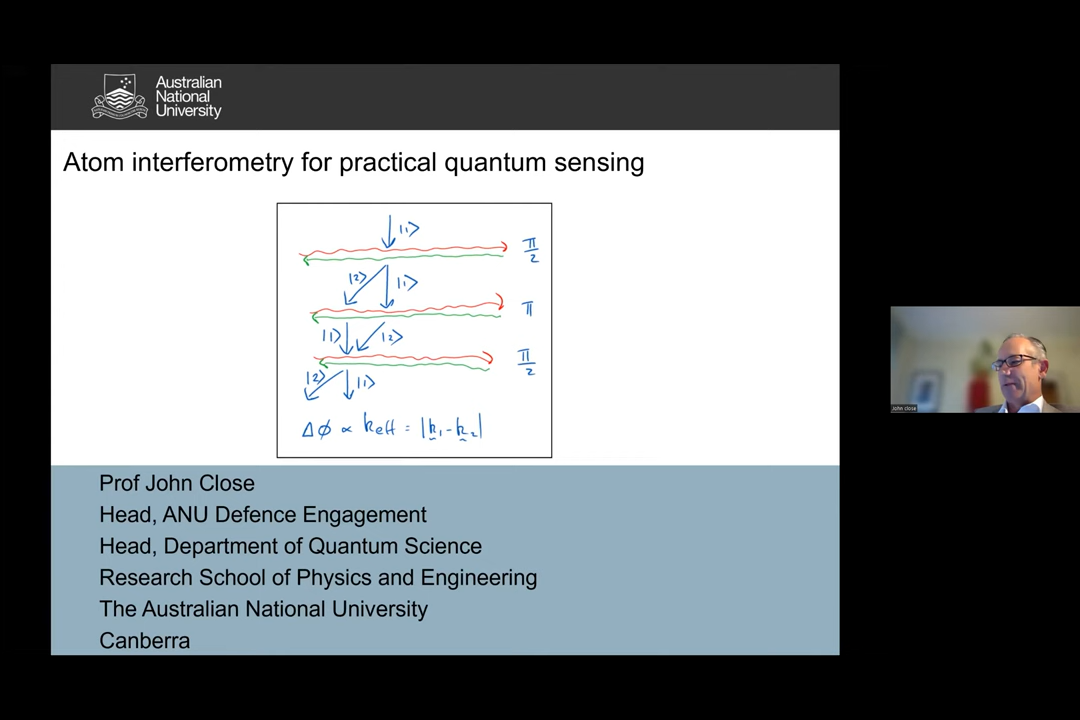 Australian
National
University
Atom interferometry for practical quantum sensing
|1>
π/2
|2> |1>
π
|1> |2>
π/2
|2> |1>
Δϕ ∝ keff = |k1-k2|
Prof John Close
Head, ANU Defence Engagement
Head, Department of Quantum Science
Research School of Physics and Engineering
The Australian National University
Canberra
John close